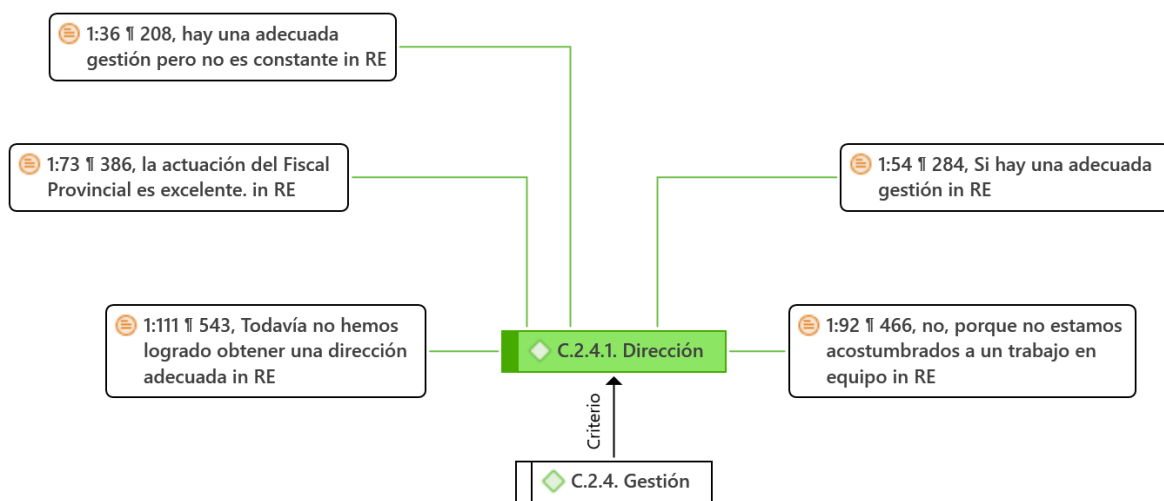 1:36 ¶ 208, hay una adecuada
gestión pero no es constante in RE
1:73 ¶ 386, la actuación del Fiscal
Provincial es excelente. in RE
1:54 ¶ 284, Si hay una adecuada
gestión in RE
1:111 ¶ 543, Todavía no hemos
logrado obtener una dirección
adecuada in RE
C.2.4.1. Dirección
1:92 ¶ 466, no, porque no estamos
acostumbrados a un trabajo en
equipo in RE
Criterio
C.2.4. Gestión